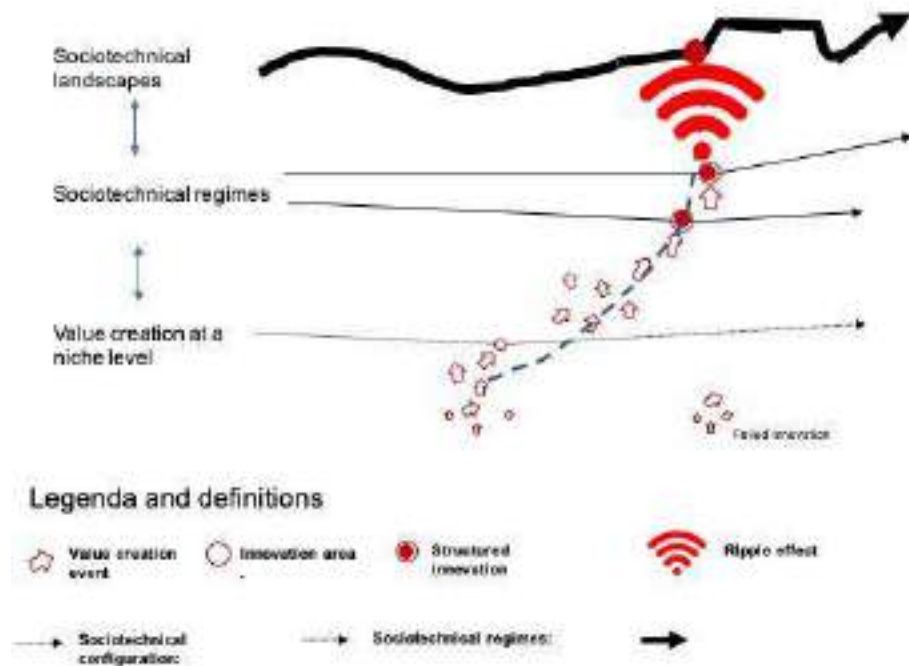 Sociotechnical
landscapes
Sociotechnical regimes
Value creation at a
niche level
Failed innovation
Legenda and definitions
Value creation
event
Innovation area
.
Structured
innovation
Ripple effect
Sociotechnical
configuration:
Sociotechnical regimes: